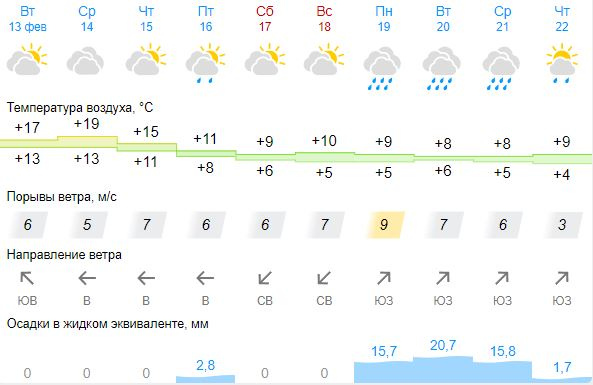 Вт Ср Чт Пт Сб Вс Пн Вт Ср Чт
13 фев 14 15 16 17 18 19 20 21 22
Температура воздуха, °C
+17 +19 +15 +11 +9 +10 +9 +8 +8 +9
+13 +13 +11 +8 +6 +5 +5 +6 +5 +4
Порывы ветра, м/с
6 5 7 6 6 7 9 7 6 3
Направление ветра
ЮВ В В В СВ СВ ЮЗ ЮЗ ЮЗ ЮЗ
Осадки в жидком эквиваленте, мм
0 0 0 2,8 0 0 15,7 20,7 15,8 1,7